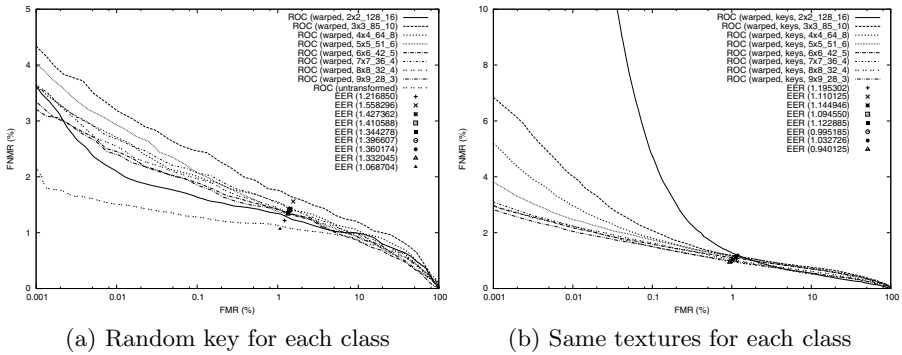 ROC (warped, 2x2_128_16)
ROC (warped, 3x3_85_10)
ROC (warped, 4x4_64_8)
ROC (warped, 5x5_51_6)
ROC (warped, 6x6_42_5)
ROC (warped, 7x7_36_4)
ROC (warped, 8x8_32_4)
ROC (warped, 9x9_28_3)
ROC (untransformed)
EER (1.216850)
EER (1.558296)
EER (1.427362)
EER (1.410588)
EER (1.344278)
EER (1.396607)
EER (1.360174)
EER (1.332045)
EER (1.068704)
5
4
3
2
1
0
FNMR (%)
0.001
0.01
0.1
1
10
100
FMR (%)
(a) Random key for each class
ROC (warped, keys, 2x2_128_16)
ROC (warped, keys, 3x3_85_10)
ROC (warped, keys, 4x4_64_8)
ROC (warped, keys, 5x5_51_6)
ROC (warped, keys, 6x6_42_5)
ROC (warped, keys, 7x7_36_4)
ROC (warped, keys, 8x8_32_4)
ROC (warped, keys, 9x9_28_3)
EER (1.195302)
EER (1.110125)
EER (1.144946)
EER (1.094550)
EER (1.122885)
EER (0.995185)
EER (1.032726)
EER (0.940125)
10
8
6
4
2
0
FNMR (%)
0.001
0.01
0.1
1
10
100
FMR (%)
(b) Same textures for each class